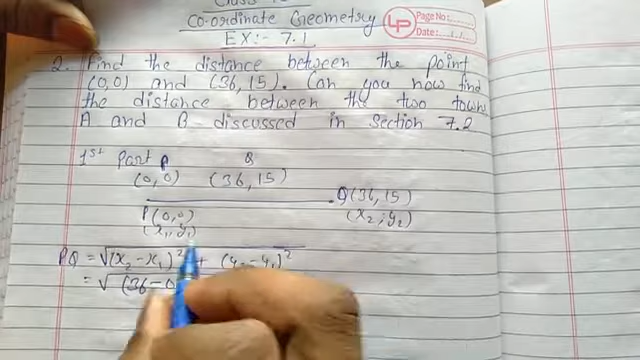 Co-ordinate Geometry
EX:- 7.1
LP
Page No:
Date:
2. Find the distance between the point
(0,0) and (36,15). Can you now find
the distance between the two towns
A and B discussed in Section 7.2
1st Part P Q
(0,0) (36,15)
P(0,0) Q(36,15)
(x₁,y₁) (x₂,y₂)
PQ = √(x₂-x₁)² + (y₂-y₁)²
= √(36-0